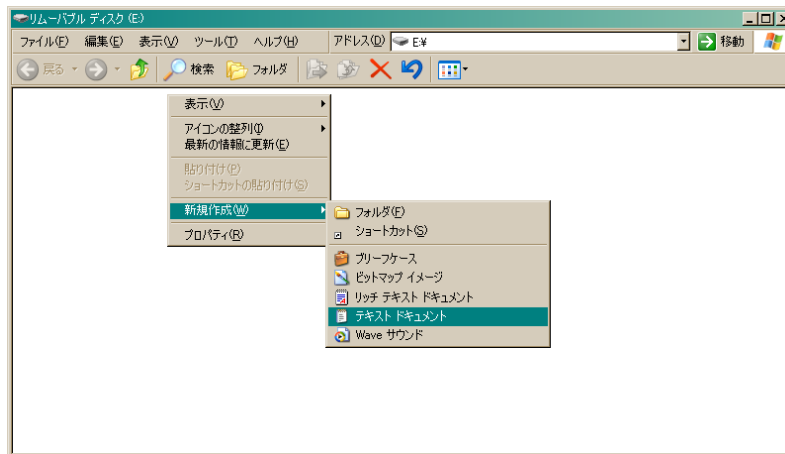 リムーバブル ディスク (E:)
ファイル(F) 編集(E) 表示(V) ツール(T) ヘルプ(H) アドレス(D) E:¥ 移動
戻る 検索 フォルダ
表示(V)
アイコンの整列(I)
最新の情報に更新(E)
貼り付け(P)
ショートカットの貼り付け(S)
新規作成(W)
プロパティ(R)
フォルダ(F)
ショートカット(S)
ブリーフケース
ビットマップ イメージ
リッチ テキスト ドキュメント
テキスト ドキュメント
Wave サウンド